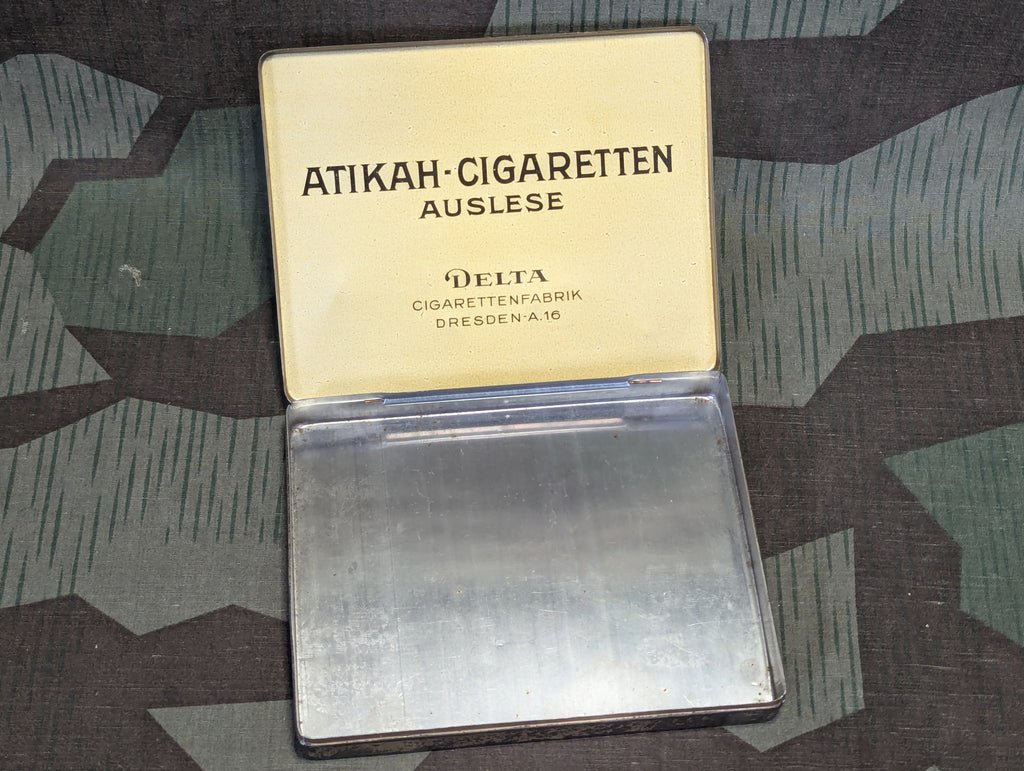 ATIKAH-CIGARETTEN
AUSLESE
DELTA
CIGARETTENFABRIK
DRESDEN-A.16